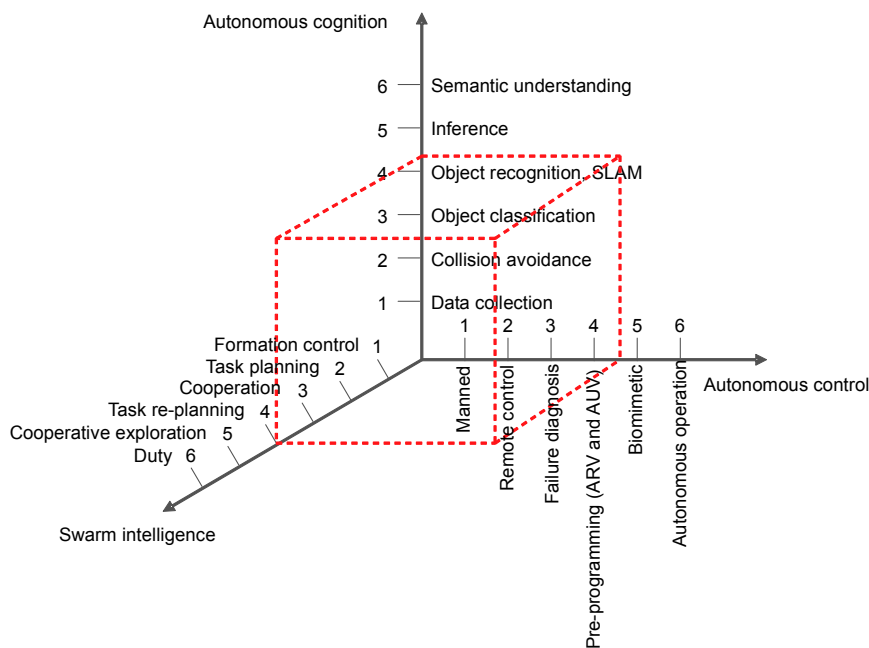 Autonomous cognition
6 Semantic understanding
5 Inference
4 Object recognition, SLAM
3 Object classification
2 Collision avoidance
1 Data collection
1 2 3 4 5 6
Manned
Remote control
Failure diagnosis
Pre-programming (ARV and AUV)
Biomimetic
Autonomous operation
Autonomous control
Formation control 1
Task planning 2
Cooperation 3
Task re-planning 4
Cooperative exploration 5
Duty 6
Swarm intelligence